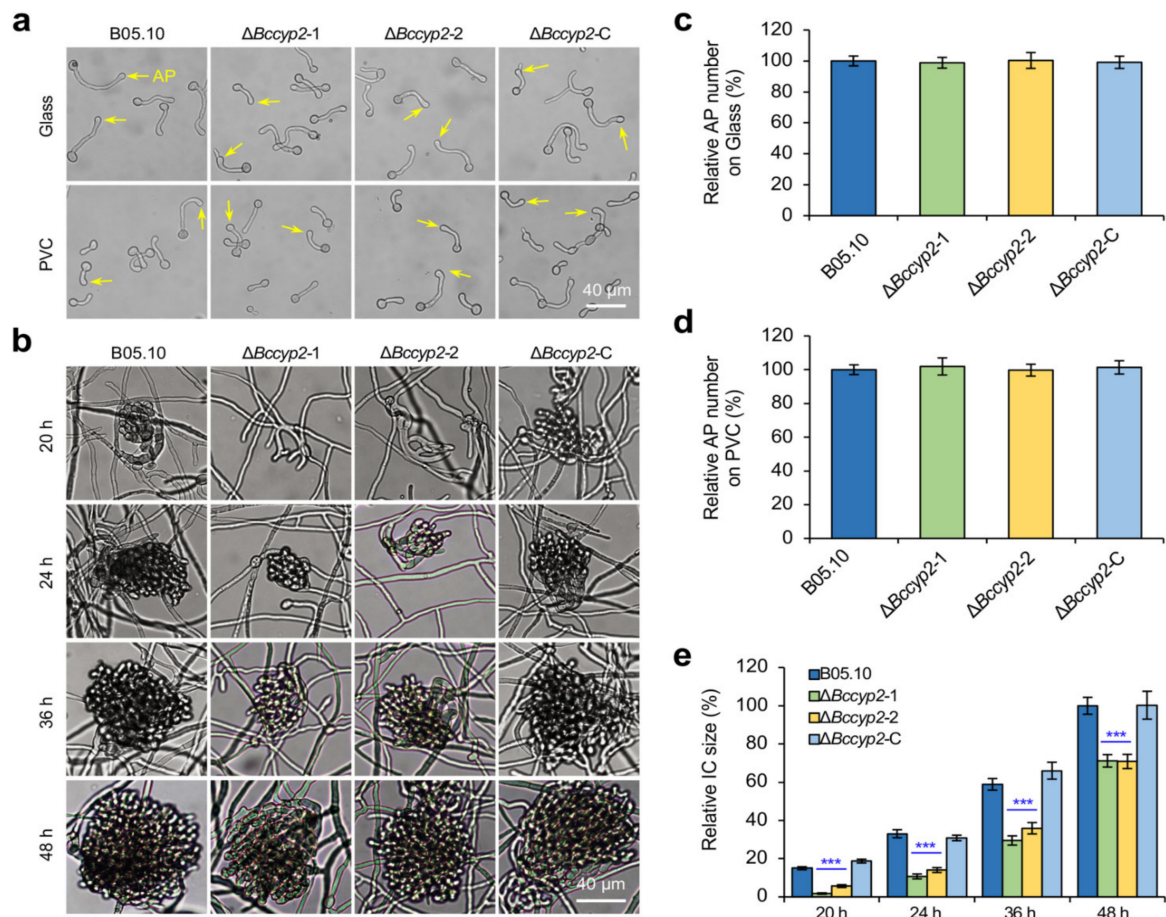 a
B05.10
ΔBccyp2-1
ΔBccyp2-2
ΔBccyp2-C
Glass
AP
PVC
40 µm
b
B05.10
ΔBccyp2-1
ΔBccyp2-2
ΔBccyp2-C
20 h
24 h
36 h
48 h
40 µm
c
Relative AP number
on Glass (%)
120
100
80
60
40
20
0
B05.10
ΔBccyp2-1
ΔBccyp2-2
ΔBccyp2-C
d
Relative AP number
on PVC (%)
120
100
80
60
40
20
0
B05.10
ΔBccyp2-1
ΔBccyp2-2
ΔBccyp2-C
e
Relative IC size (%)
120
100
80
60
40
20
0
B05.10
ΔBccyp2-1
ΔBccyp2-2
ΔBccyp2-C
***
***
***
***
20 h
24 h
36 h
48 h